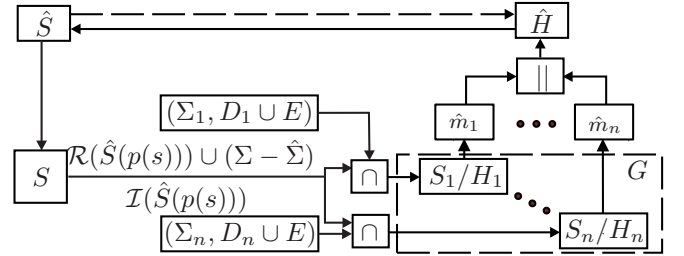 Ŝ Ĥ
||
(Σ₁, D₁ ∪ E) m̂₁ m̂ₙ
S ℛ(Ŝ(p(s))) ∪ (Σ − Σ̂) ∩ S₁/H₁ G
ℐ(Ŝ(p(s)))
(Σₙ, Dₙ ∪ E) ∩ Sₙ/Hₙ